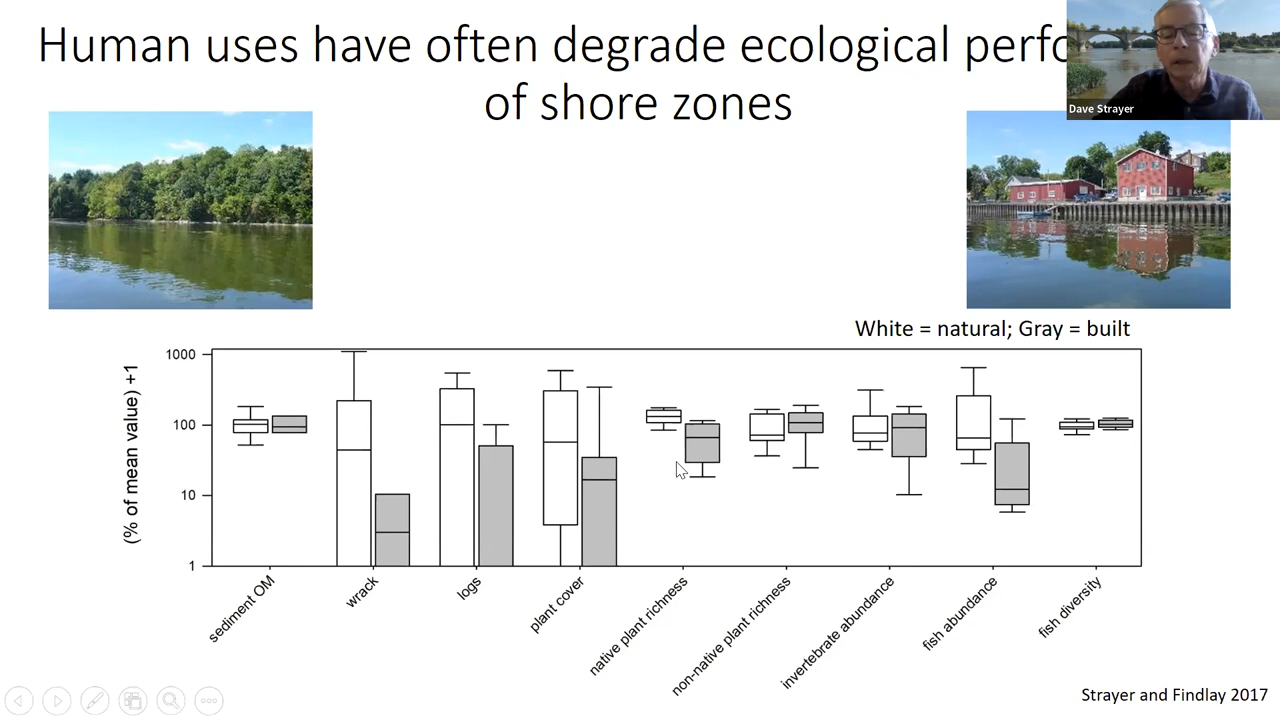 Human uses have often degrade ecological perfo
of shore zones
Dave Strayer
White = natural; Gray = built
(% of mean value) +1
1000
100
10
1
sediment OM
wrack
logs
plant cover
native plant richness
non-native plant richness
invertebrate abundance
fish abundance
fish diversity
Strayer and Findlay 2017